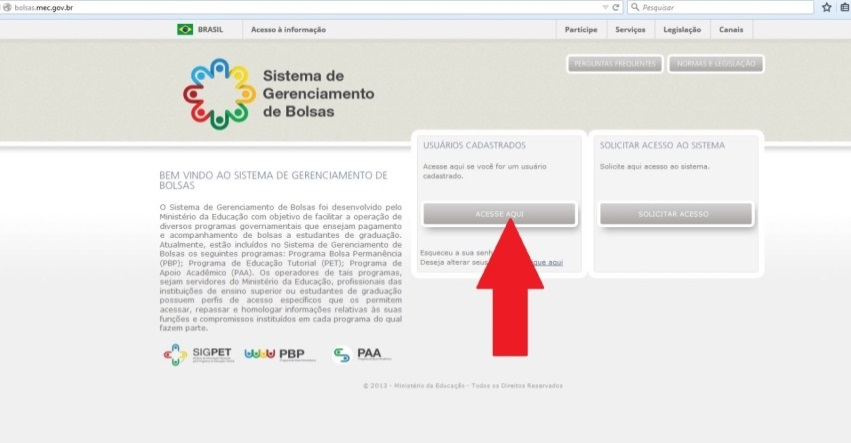 bolsas.mec.gov.br
Pesquisar
BRASIL
Acesso à informação
Participe
Serviços
Legislação
Canais
PERGUNTAS FREQUENTES
NORMAS E LEGISLAÇÃO
Sistema de
Gerenciamento
de Bolsas
USUÁRIOS CADASTRADOS
Acesse aqui se você for um usuário
cadastrado.
ACESSE AQUI
Esqueceu a sua senh
Deseja alterar seus que aqui
SOLICITAR ACESSO AO SISTEMA
Solicite aqui acesso ao sistema.
SOLICITAR ACESSO
BEM VINDO AO SISTEMA DE GERENCIAMENTO DE
BOLSAS
O Sistema de Gerenciamento de Bolsas foi desenvolvido pelo
Ministério da Educação com objetivo de facilitar a operação de
diversos programas governamentais que ensejam pagamento
e acompanhamento de bolsas a estudantes de graduação.
Atualmente, estão incluídos no Sistema de Gerenciamento de
Bolsas os seguintes programas: Programa Bolsa Permanência
(PBP); Programa de Educação Tutorial (PET); Programa de
Apoio Acadêmico (PAA). Os operadores de tais programas,
sejam servidores do Ministério da Educação, profissionais das
instituições de ensino superior ou estudantes de graduação
possuem perfis de acesso específicos que os permitem
acessar, repassar e homologar informações relativas às suas
funções e compromissos instituídos em cada programa do qual
fazem parte.
SIGPET
PBP
PAA
© 2013 - Ministério da Educação - Todos os Direitos Reservados